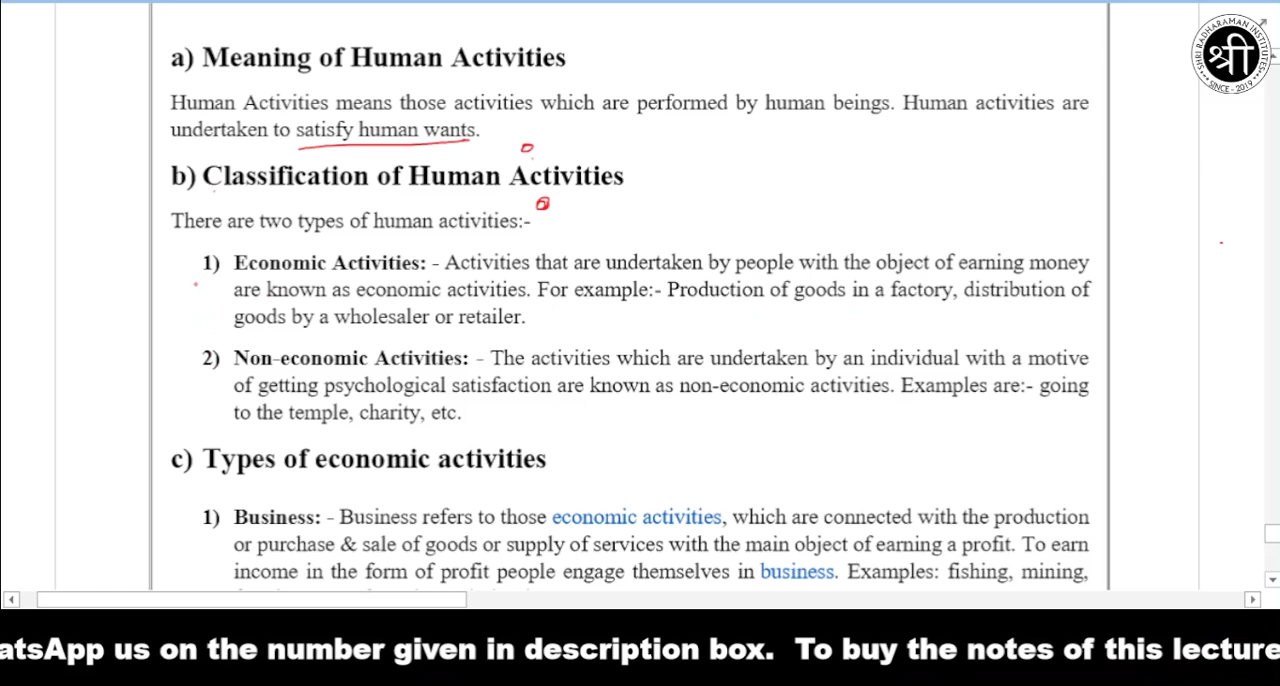 a) Meaning of Human Activities
Human Activities means those activities which are performed by human beings. Human activities are
undertaken to satisfy human wants.
b) Classification of Human Activities
There are two types of human activities:-
1) Economic Activities: - Activities that are undertaken by people with the object of earning money
are known as economic activities. For example:- Production of goods in a factory, distribution of
goods by a wholesaler or retailer.
2) Non-economic Activities: - The activities which are undertaken by an individual with a motive
of getting psychological satisfaction are known as non-economic activities. Examples are:- going
to the temple, charity, etc.
c) Types of economic activities
1) Business: - Business refers to those economic activities, which are connected with the production
or purchase & sale of goods or supply of services with the main object of earning a profit. To earn
income in the form of profit people engage themselves in business. Examples: fishing, mining,
SHRI RADHARAMAN INSTITUTES
श्री
SINCE - 2019
atsApp us on the number given in description box. To buy the notes of this lecture